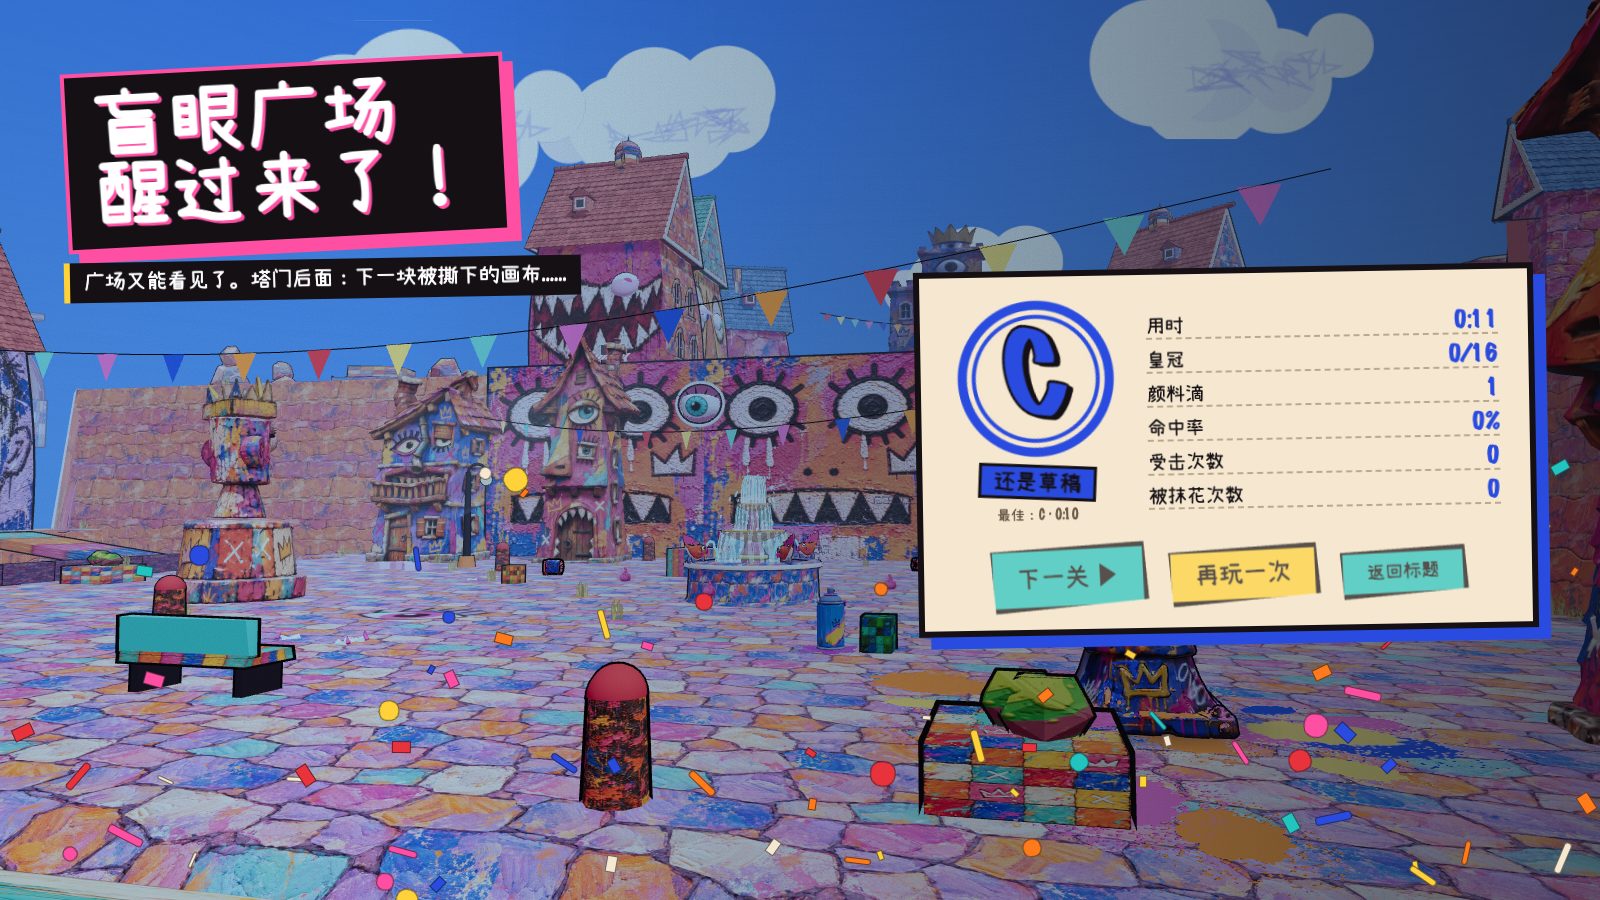 盲眼广场
醒过来了！
广场又能看见了。塔门后面：下一块被撕下的画布......
C
还是草稿
最佳：C · 0:10
用时 0:11
皇冠 0/16
颜料滴 1
命中率 0%
受击次数 0
被抹花次数 0
下一关 ▶
再玩一次
返回标题